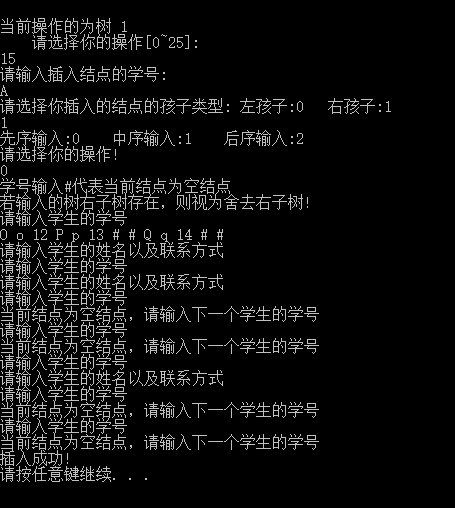 当前操作的为树 1
请选择你的操作[0~25]:
15
请输入插入结点的学号:
A
请选择你插入的结点的孩子类型: 左孩子:0 右孩子:1
1
先序输入:0 中序输入:1 后序输入:2
请选择你的操作!
0
学号输入#代表当前结点为空结点
若输入的树右子树存在, 则视为舍去右子树!
请输入学生的学号
O o 12 P p 13 # # Q q 14 # #
请输入学生的姓名以及联系方式
请输入学生的学号
请输入学生的姓名以及联系方式
请输入学生的学号
当前结点为空结点, 请输入下一个学生的学号
请输入学生的学号
当前结点为空结点, 请输入下一个学生的学号
请输入学生的学号
请输入学生的姓名以及联系方式
请输入学生的学号
当前结点为空结点, 请输入下一个学生的学号
请输入学生的学号
当前结点为空结点, 请输入下一个学生的学号
插入成功!
请按任意键继续. . .